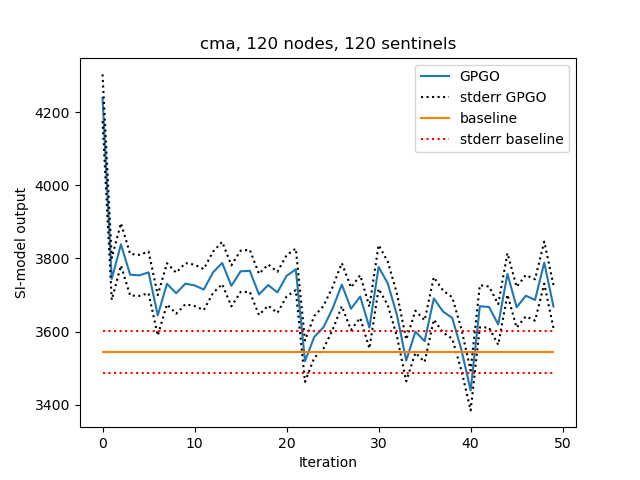 cma, 120 nodes, 120 sentinels
GPGO
stderr GPGO
baseline
stderr baseline
SI-model output
4200
4000
3800
3600
3400
0 10 20 30 40 50
Iteration